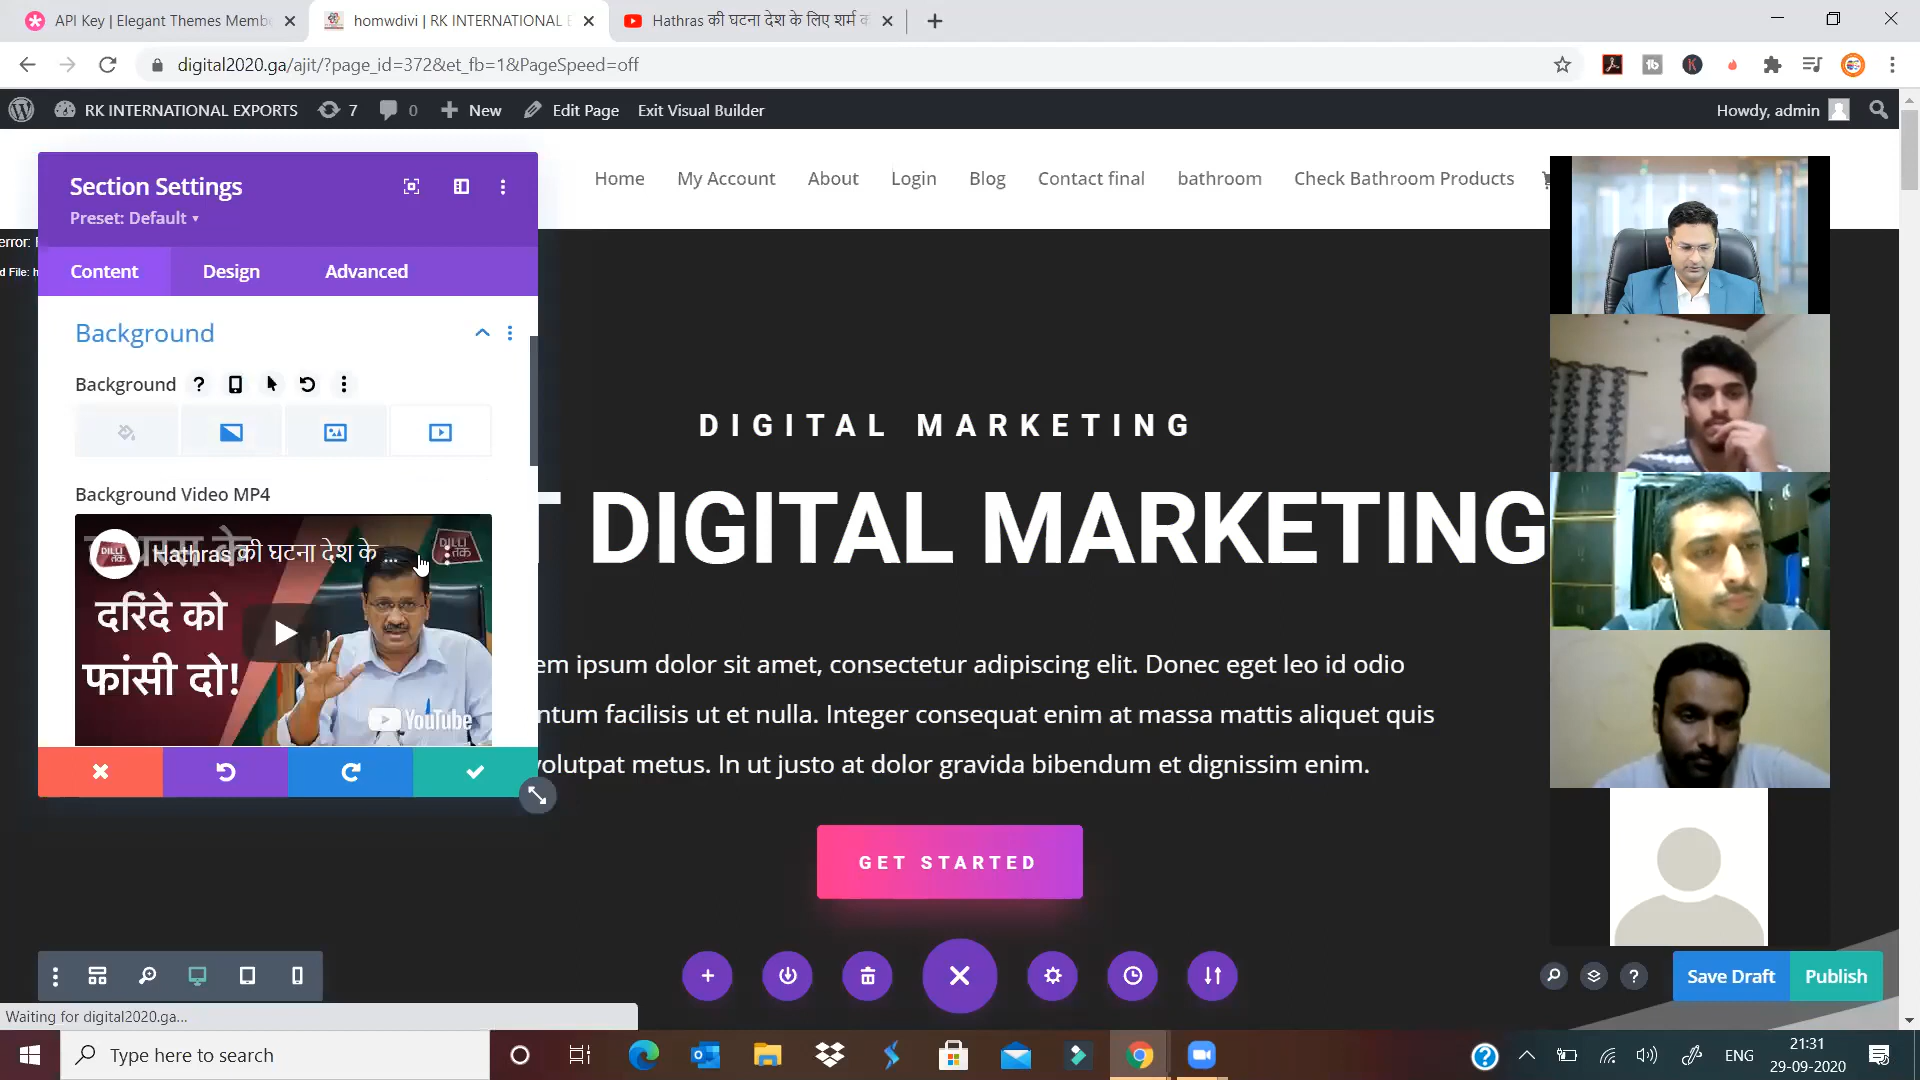 API Key | Elegant Themes Memb
homwdivi | RK INTERNATIONAL E
Hathras की घटना देश के लिए शर्म क
digital2020.ga/ajit/?page_id=372&et_fb=1&PageSpeed=off
RK INTERNATIONAL EXPORTS
7
0
New
Edit Page
Exit Visual Builder
Howdy, admin
Home
My Account
About
Login
Blog
Contact final
bathroom
Check Bathroom Products
Section Settings
Preset: Default
error:
d File:
Content
Design
Advanced
Background
Background
?
Background Video MP4
Hathras की घटना देश के ...
DILLI
तक
दरिंदे को
फांसी दो!
YouTube
DIGITAL MARKETING
T DIGITAL MARKETING
em ipsum dolor sit amet, consectetur adipiscing elit. Donec eget leo id odio
ntum facilisis ut et nulla. Integer consequat enim at massa mattis aliquet quis
volutpat metus. In ut justo at dolor gravida bibendum et dignissim enim.
GET STARTED
?
Save Draft
Publish
Waiting for digital2020.ga...
Type here to search
ENG
21:31
29-09-2020